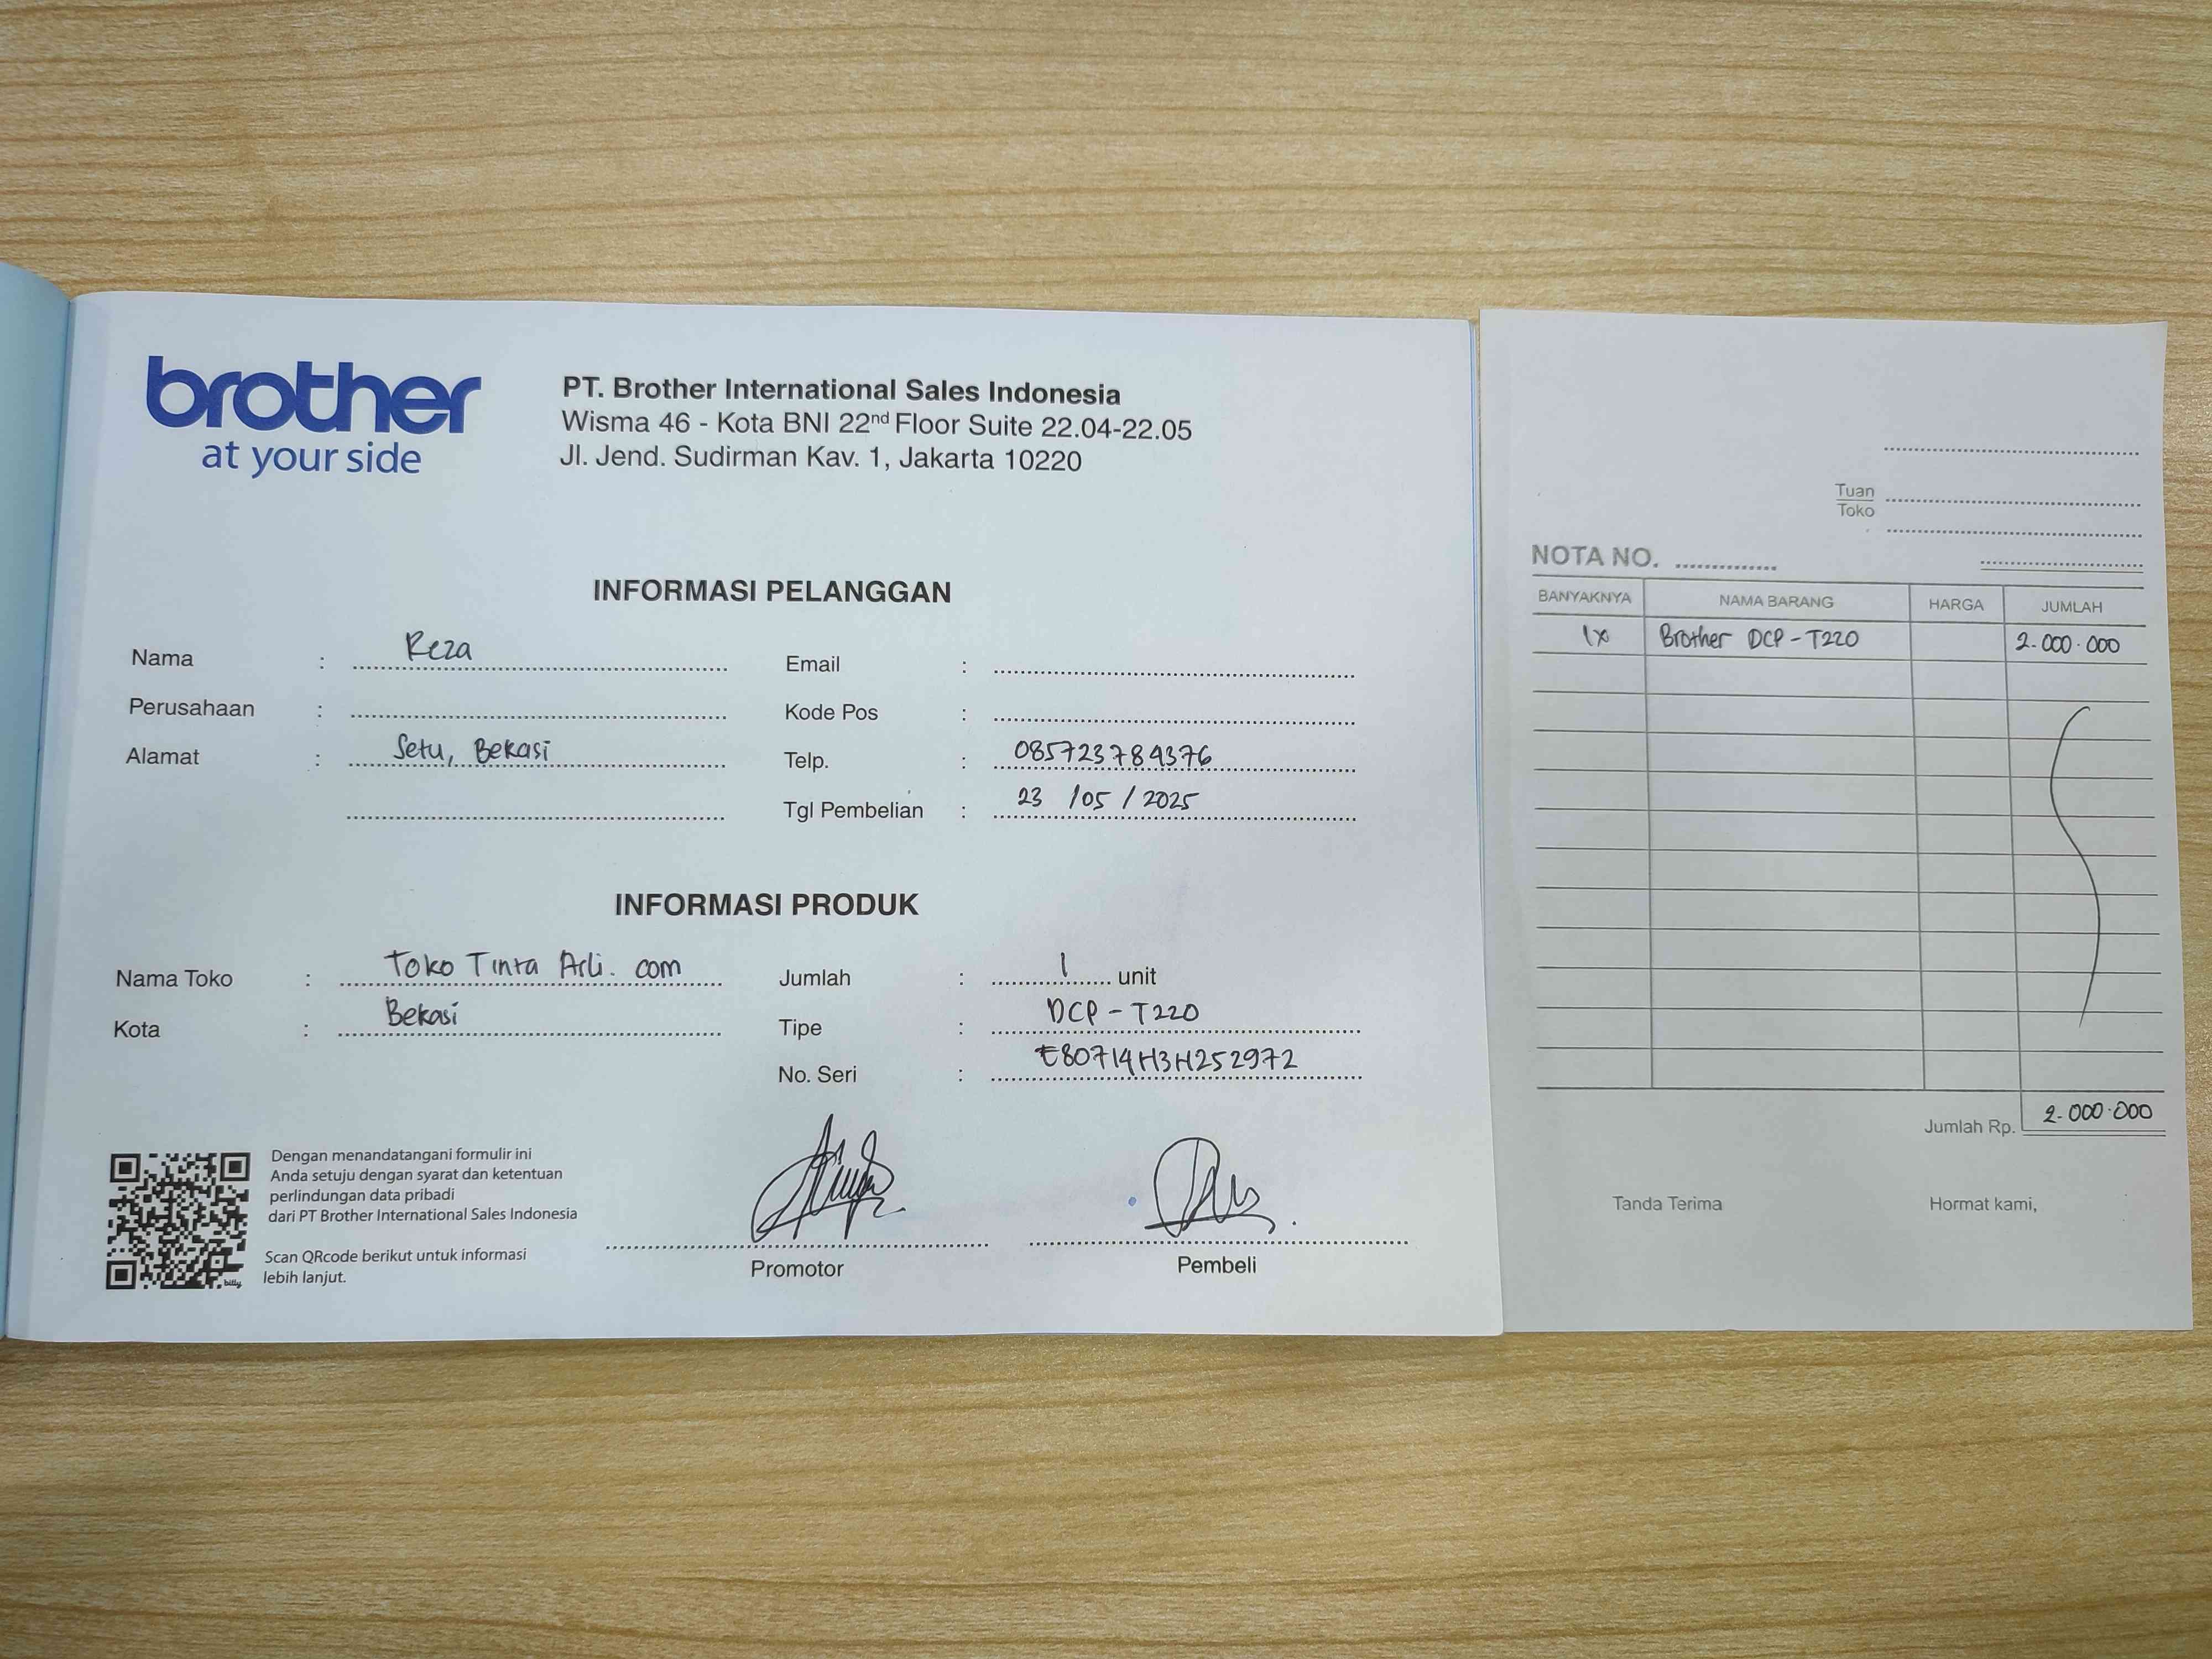 brother
at your side
PT. Brother International Sales Indonesia
Wisma 46 - Kota BNI 22nd Floor Suite 22.04-22.05
Jl. Jend. Sudirman Kav. 1, Jakarta 10220
INFORMASI PELANGGAN
Nama : Reza
Perusahaan :
Alamat : Setu, Bekasi
Email :
Kode Pos :
Telp. : 085723784376
Tgl Pembelian : 23 /05 / 2025
INFORMASI PRODUK
Nama Toko : Toko Tinta Arli. com
Kota : Bekasi
Jumlah : 1 unit
Tipe : DCP - T220
No. Seri : E80714H3H252972
Dengan menandatangani formulir ini
Anda setuju dengan syarat dan ketentuan
perlindungan data pribadi
dari PT Brother International Sales Indonesia
Scan QRcode berikut untuk informasi
lebih lanjut.
bitly
Promotor
Pembeli
Tuan
Toko
NOTA NO.
BANYAKNYA NAMA BARANG HARGA JUMLAH
1x Brother DCP - T220 2.000.000
Jumlah Rp. 2.000.000
Tanda Terima
Hormat kami,